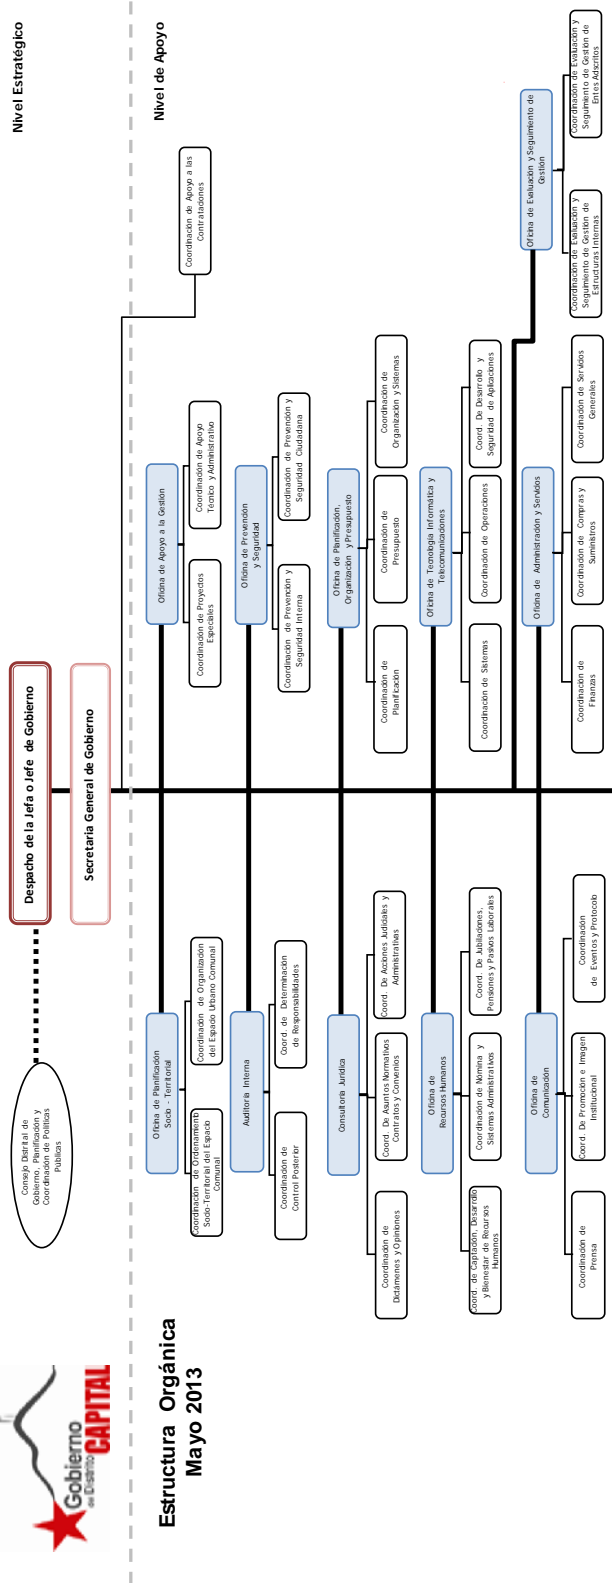 Gobierno
del Distrito
CAPITAL
Estructura Orgánica
Mayo 2013
Nivel Estratégico
Consejo Distrital de
Gobierno, Planificación y
Coordinación de Políticas
Públicas
Despacho de la Jefa o Jefe de Gobierno
Secretaria General de Gobierno
Nivel de Apoyo
Coordinación de Apoyo a las
Contrataciones
Oficina de Planificación
Socio - Territorial
Coordinación de Ordenamiento
Socio-Territorial del Espacio
Comunal
Coordinación de Organización
del Espacio Urbano Comunal
Oficina de Apoyo a la Gestión
Coordinación de Proyectos
Especiales
Coordinación de Apoyo
Técnico y Administrativo
Auditoria Interna
Coordinación de
Control Posterior
Coord. de Determinación
de Responsabilidades
Oficina de Prevención
y Seguridad
Coordinación de Prevención y
Seguridad Interna
Coordinación de Prevención y
Seguridad Ciudadana
Consultoría Jurídica
Coordinación de
Dictámenes y Opiniones
Coord. De Asuntos Normativos
Contratos y Convenios
Coord. De Acciones Judiciales y
Administrativas
Oficina de Planificación,
Organización y Presupuesto
Coordinación de
Planificación
Coordinación de
Presupuesto
Coordinación de
Organización y Sistemas
Oficina de
Recursos Humanos
Coord. de Captación, Desarrollo
y Bienestar de Recursos
Humanos
Coordinación de Nómina y
Sistemas Administrativos
Coord. De Jubilaciones,
Pensiones y Pasivos Laborales
Oficina de Tecnología Informática y
Telecomunicaciones
Coordinación de Sistemas
Coordinación de Operaciones
Coord. De Desarrollo y
Seguridad de Aplicaciones
Oficina de
Comunicación
Coordinación de
Prensa
Coord. De Promoción e Imagen
Institucional
Coordinación
de Eventos y Protocolo
Oficina de Administración y Servicios
Coordinación de
Finanzas
Coordinación de Compras y
Suministros
Coordinación de Servicios
Generales
Oficina de Evaluación y Seguimiento de
Gestión
Coordinación de Evaluación y
Seguimiento de Gestión de
Estructuras Internas
Coordinación de Evaluación y
Seguimiento de Gestión de
Entes Adscritos